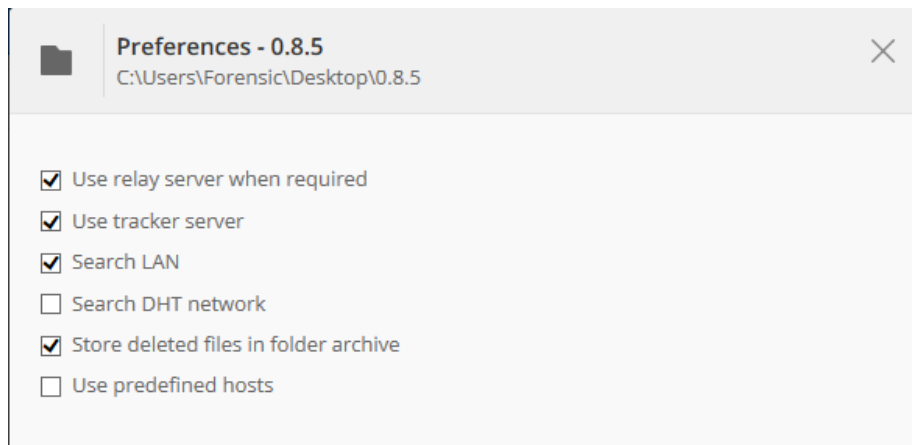 Preferences - 0.8.5
C:\Users\Forensic\Desktop\0.8.5
Use relay server when required
Use tracker server
Search LAN
Search DHT network
Store deleted files in folder archive
Use predefined hosts